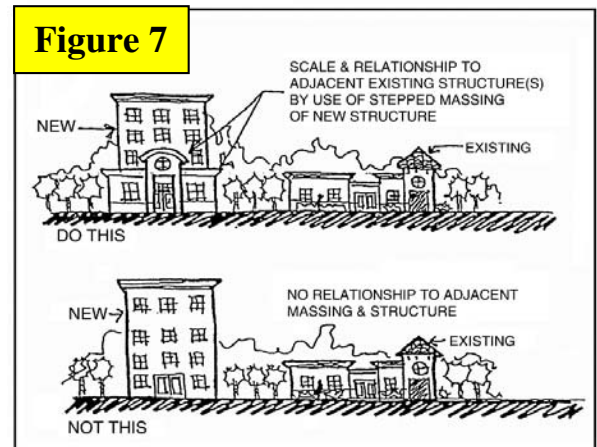 Figure 7
SCALE & RELATIONSHIP TO
ADJACENT EXISTING STRUCTURE(S)
BY USE OF STEPPED MASSING
OF NEW STRUCTURE
NEW
EXISTING
DO THIS
NO RELATIONSHIP TO ADJACENT
MASSING & STRUCTURE
NEW
EXISTING
NOT THIS